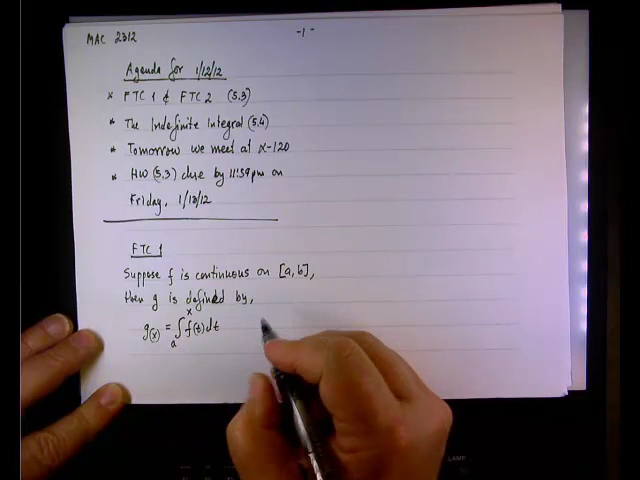 MAC 2312
-1-
Agenda for 1/12/12
* FTC 1 & FTC 2 (5.3)
* The Indefinite Integral (5.4)
* Tomorrow we meet at X-120
* HW (5.3) due by 11:59pm on
Friday, 1/13/12
FTC 1
Suppose f is continuous on [a, b],
then g is defined by,
g(x) = ∫ₐˣ f(t) dt
LAMP